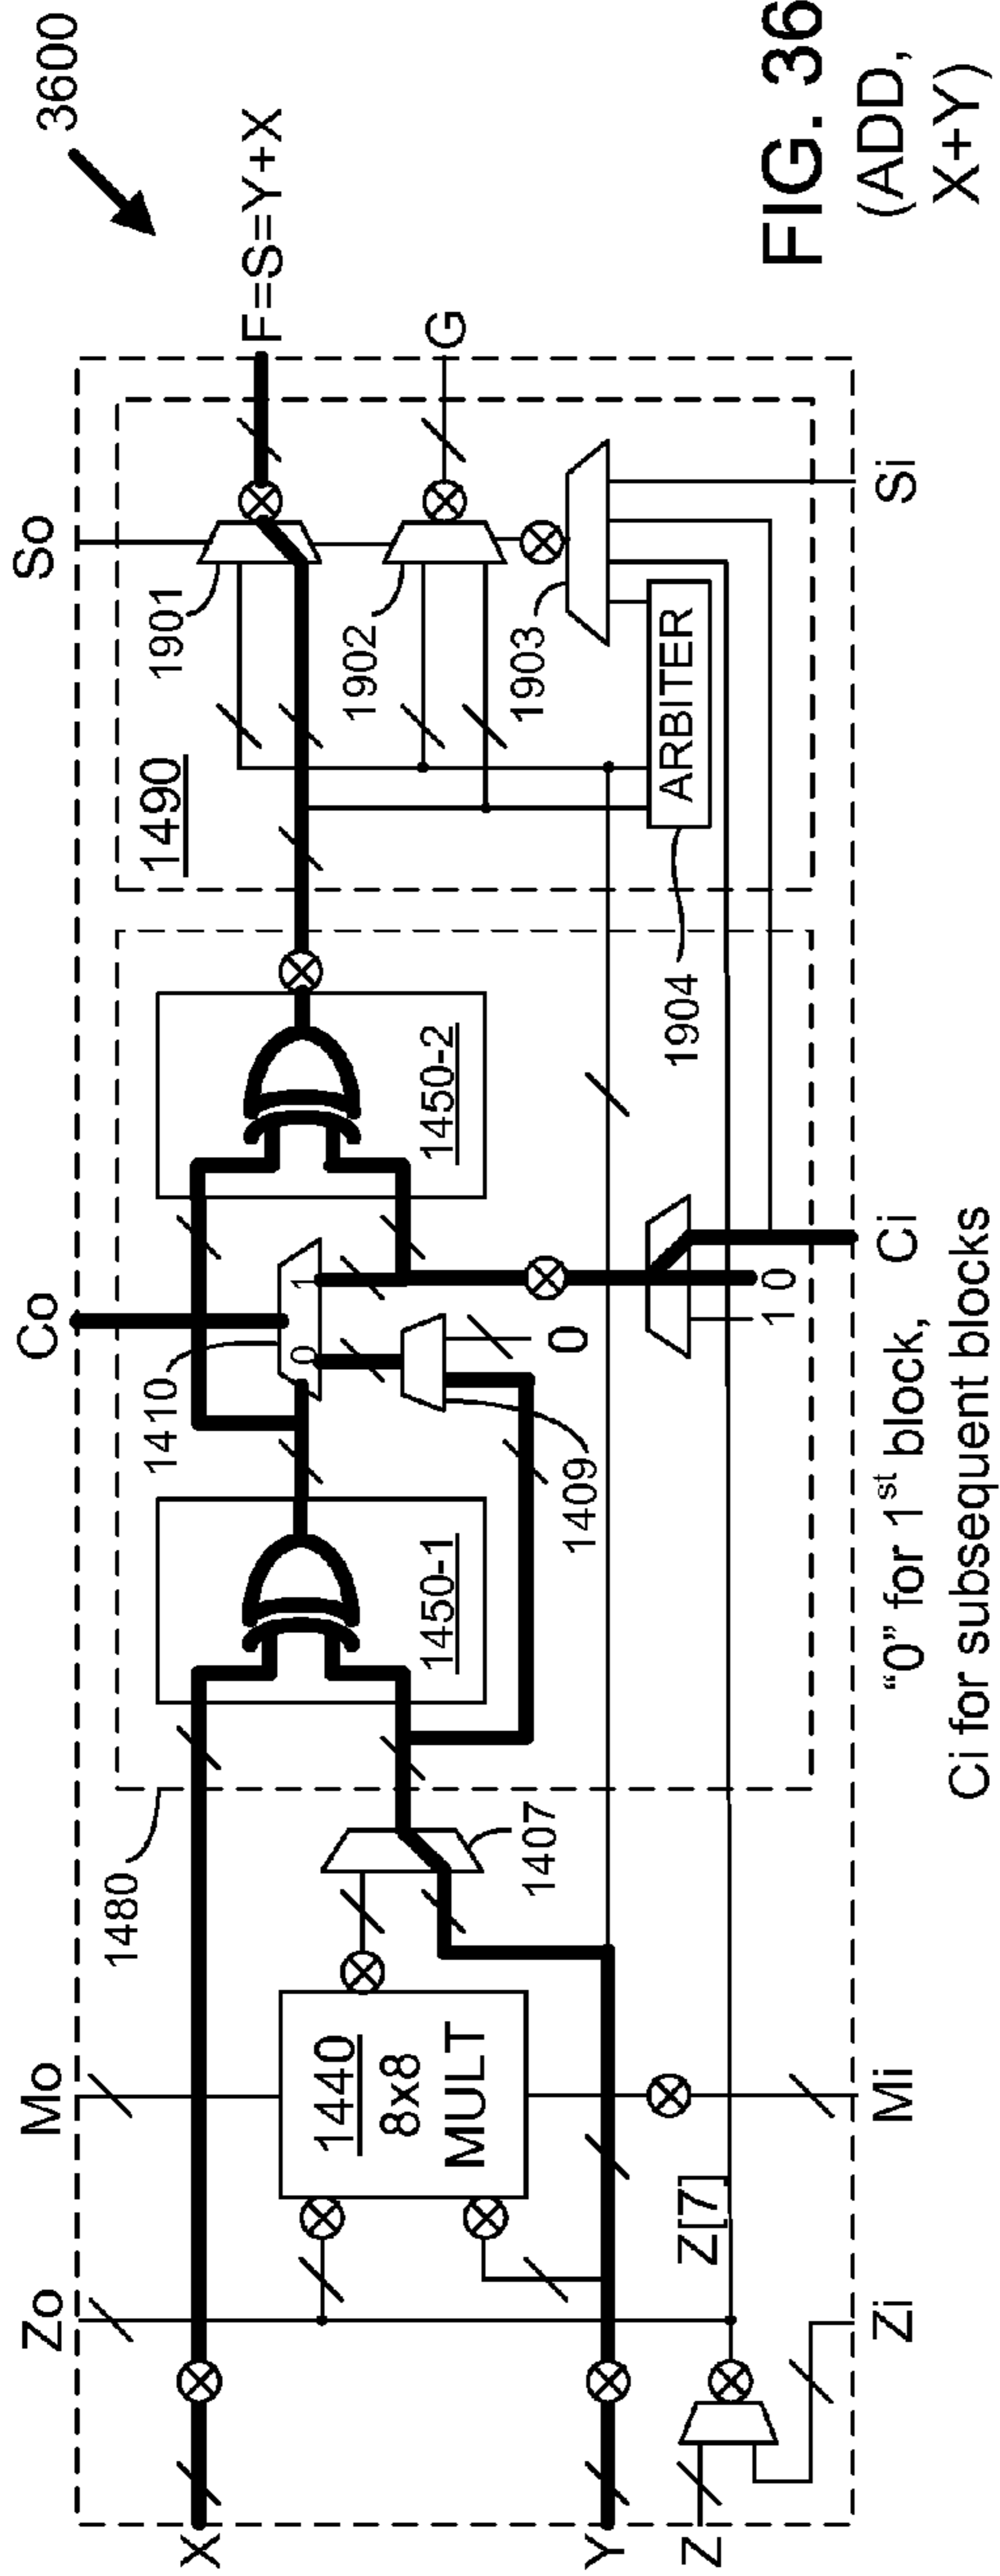 3600
Zo
Mo
Co
So
X
Y
Z
1480
1440
8x8
MULT
Z[7]
1407
1450-1
1409
1410
0
1
0
1450-2
1 0
1490
1901
1902
1903
1904
ARBITER
F=S=Y+X
G
Zi
Mi
Ci
Si
“0” for 1st block,
Ci for subsequent blocks
FIG. 36
(ADD,
X+Y)